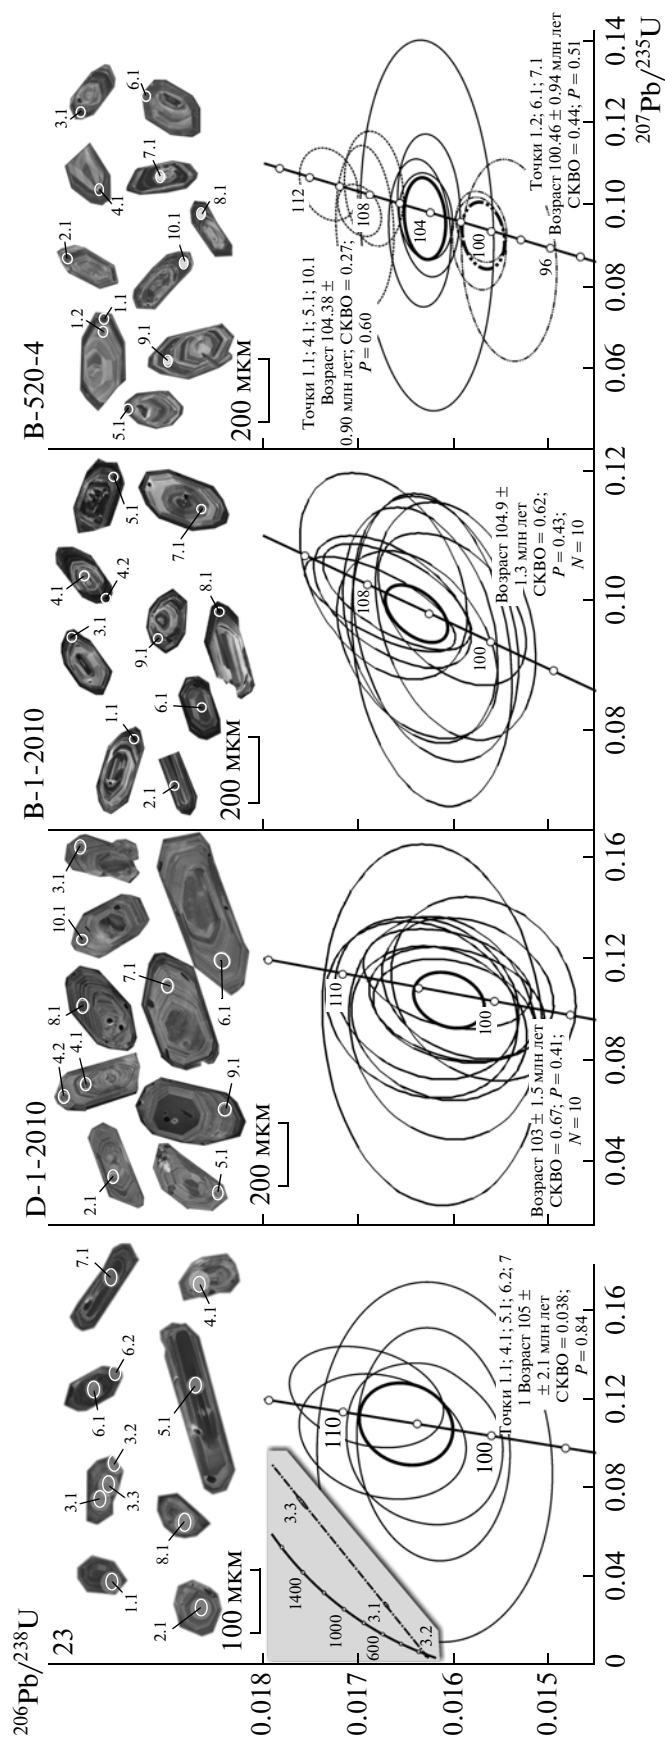 ²⁰⁶Pb/²³⁸U
23
1.1
2.1
3.1
3.3
3.2
6.1
6.2
7.1
8.1
5.1
4.1
100 мкм
0.018
0.017
0.016
0.015
1400
1000
600
3.3
3.1
3.2
110
100
Точки 1.1; 4.1; 5.1; 6.2; 7
1 Возраст 105 ±
± 2.1 млн лет
СКВО = 0.038;
P = 0.84
0
0.04
0.08
0.12
0.16
D-1-2010
2.1
4.2
4.1
8.1
10.1
3.1
5.1
9.1
7.1
6.1
200 мкм
110
100
Возраст 103 ± 1.5 млн лет
СКВО = 0.67; P = 0.41;
N = 10
0.04
0.08
0.12
0.16
B-1-2010
1.1
3.1
4.1
4.2
5.1
2.1
6.1
9.1
8.1
7.1
200 мкм
108
100
Возраст 104.9 ±
1.3 млн лет
СКВО = 0.62;
P = 0.43;
N = 10
0.08
0.10
0.12
B-520-4
5.1
1.2
1.1
2.1
4.1
3.1
6.1
9.1
10.1
7.1
8.1
200 мкм
Точки 1.1; 4.1; 5.1; 10.1
Возраст 104.38 ±
0.90 млн лет; СКВО = 0.27;
P = 0.60
112
108
104
100
96
Точки 1.2; 6.1; 7.1
Возраст 100.46 ± 0.94 млн лет
СКВО = 0.44; P = 0.51
0.06
0.08
0.10
0.12
0.14
²⁰⁷Pb/²³⁵U